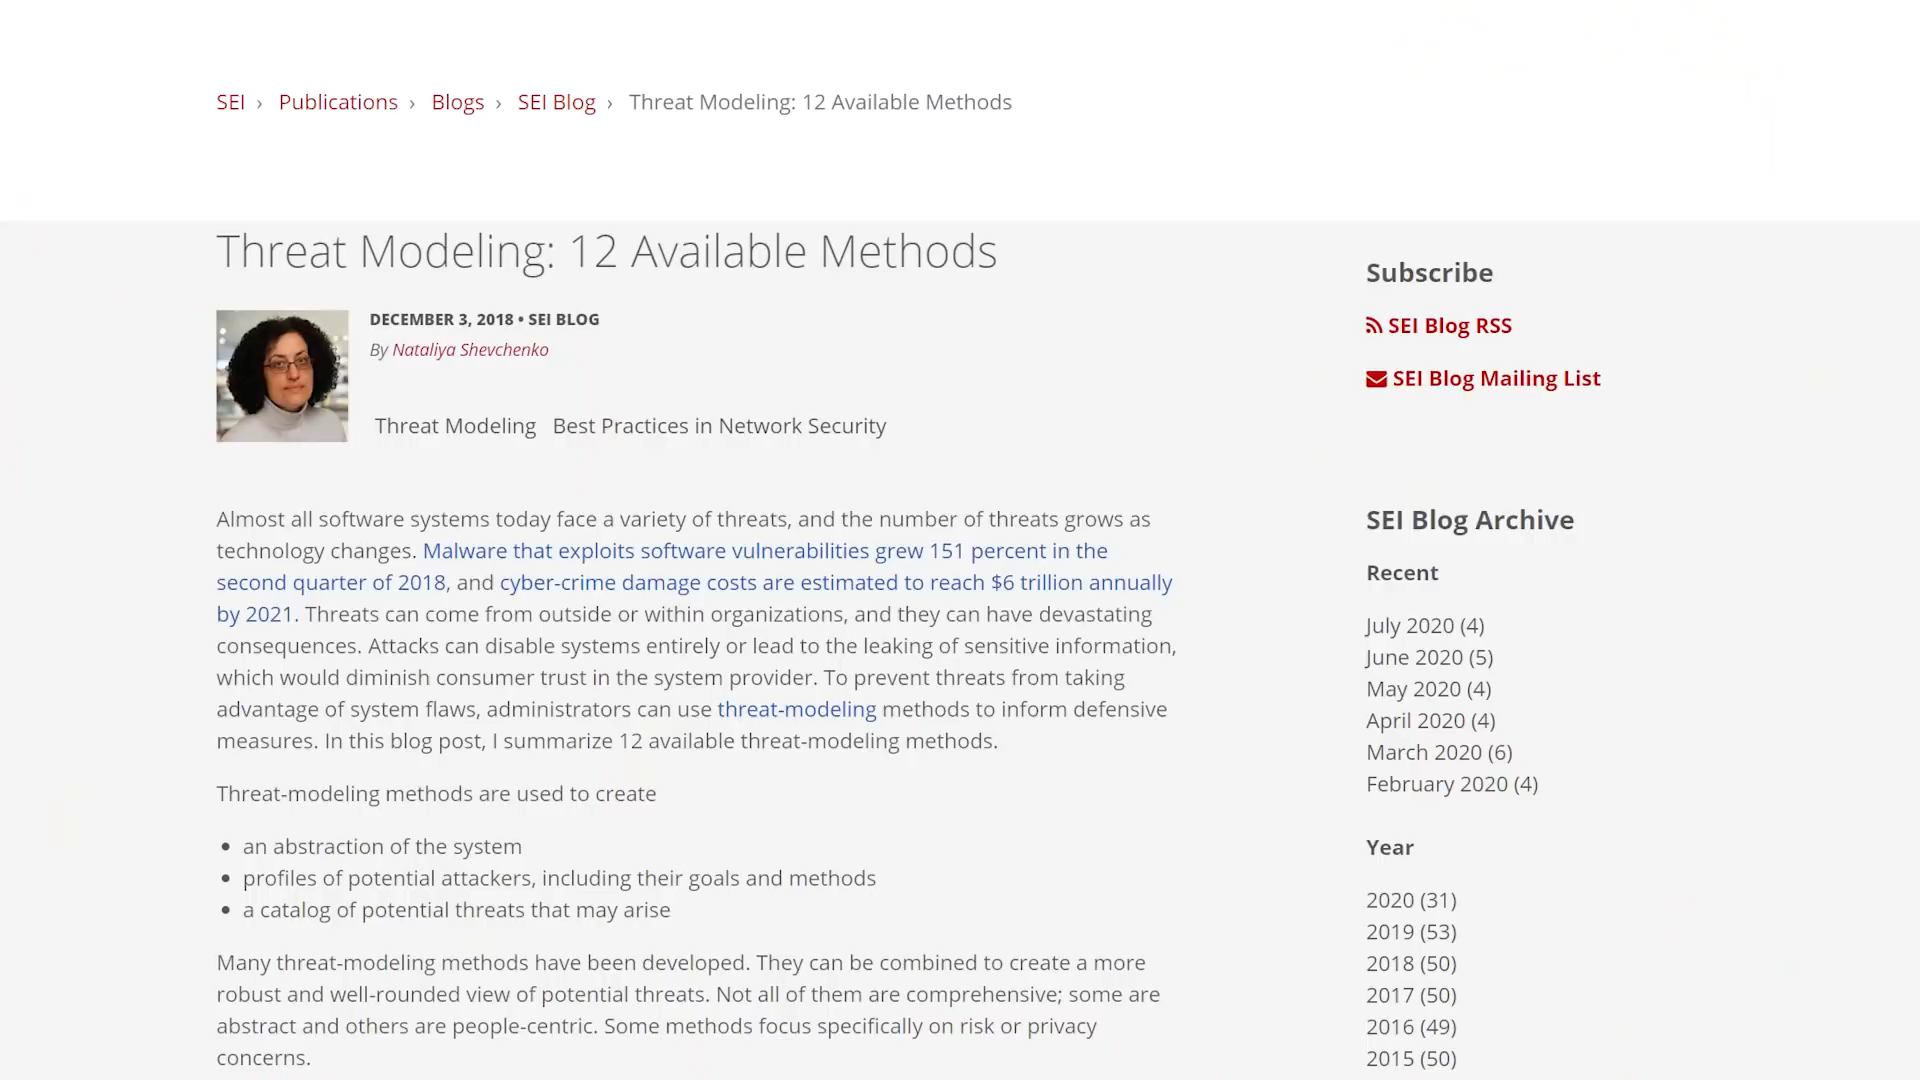 SEI › Publications › Blogs › SEI Blog › Threat Modeling: 12 Available Methods
Threat Modeling: 12 Available Methods
DECEMBER 3, 2018 • SEI BLOG
By Nataliya Shevchenko
Threat Modeling Best Practices in Network Security
Almost all software systems today face a variety of threats, and the number of threats grows as
technology changes. Malware that exploits software vulnerabilities grew 151 percent in the
second quarter of 2018, and cyber-crime damage costs are estimated to reach $6 trillion annually
by 2021. Threats can come from outside or within organizations, and they can have devastating
consequences. Attacks can disable systems entirely or lead to the leaking of sensitive information,
which would diminish consumer trust in the system provider. To prevent threats from taking
advantage of system flaws, administrators can use threat-modeling methods to inform defensive
measures. In this blog post, I summarize 12 available threat-modeling methods.
Threat-modeling methods are used to create
• an abstraction of the system
• profiles of potential attackers, including their goals and methods
• a catalog of potential threats that may arise
Many threat-modeling methods have been developed. They can be combined to create a more
robust and well-rounded view of potential threats. Not all of them are comprehensive; some are
abstract and others are people-centric. Some methods focus specifically on risk or privacy
concerns.
Subscribe
SEI Blog RSS
SEI Blog Mailing List
SEI Blog Archive
Recent
July 2020 (4)
June 2020 (5)
May 2020 (4)
April 2020 (4)
March 2020 (6)
February 2020 (4)
Year
2020 (31)
2019 (53)
2018 (50)
2017 (50)
2016 (49)
2015 (50)